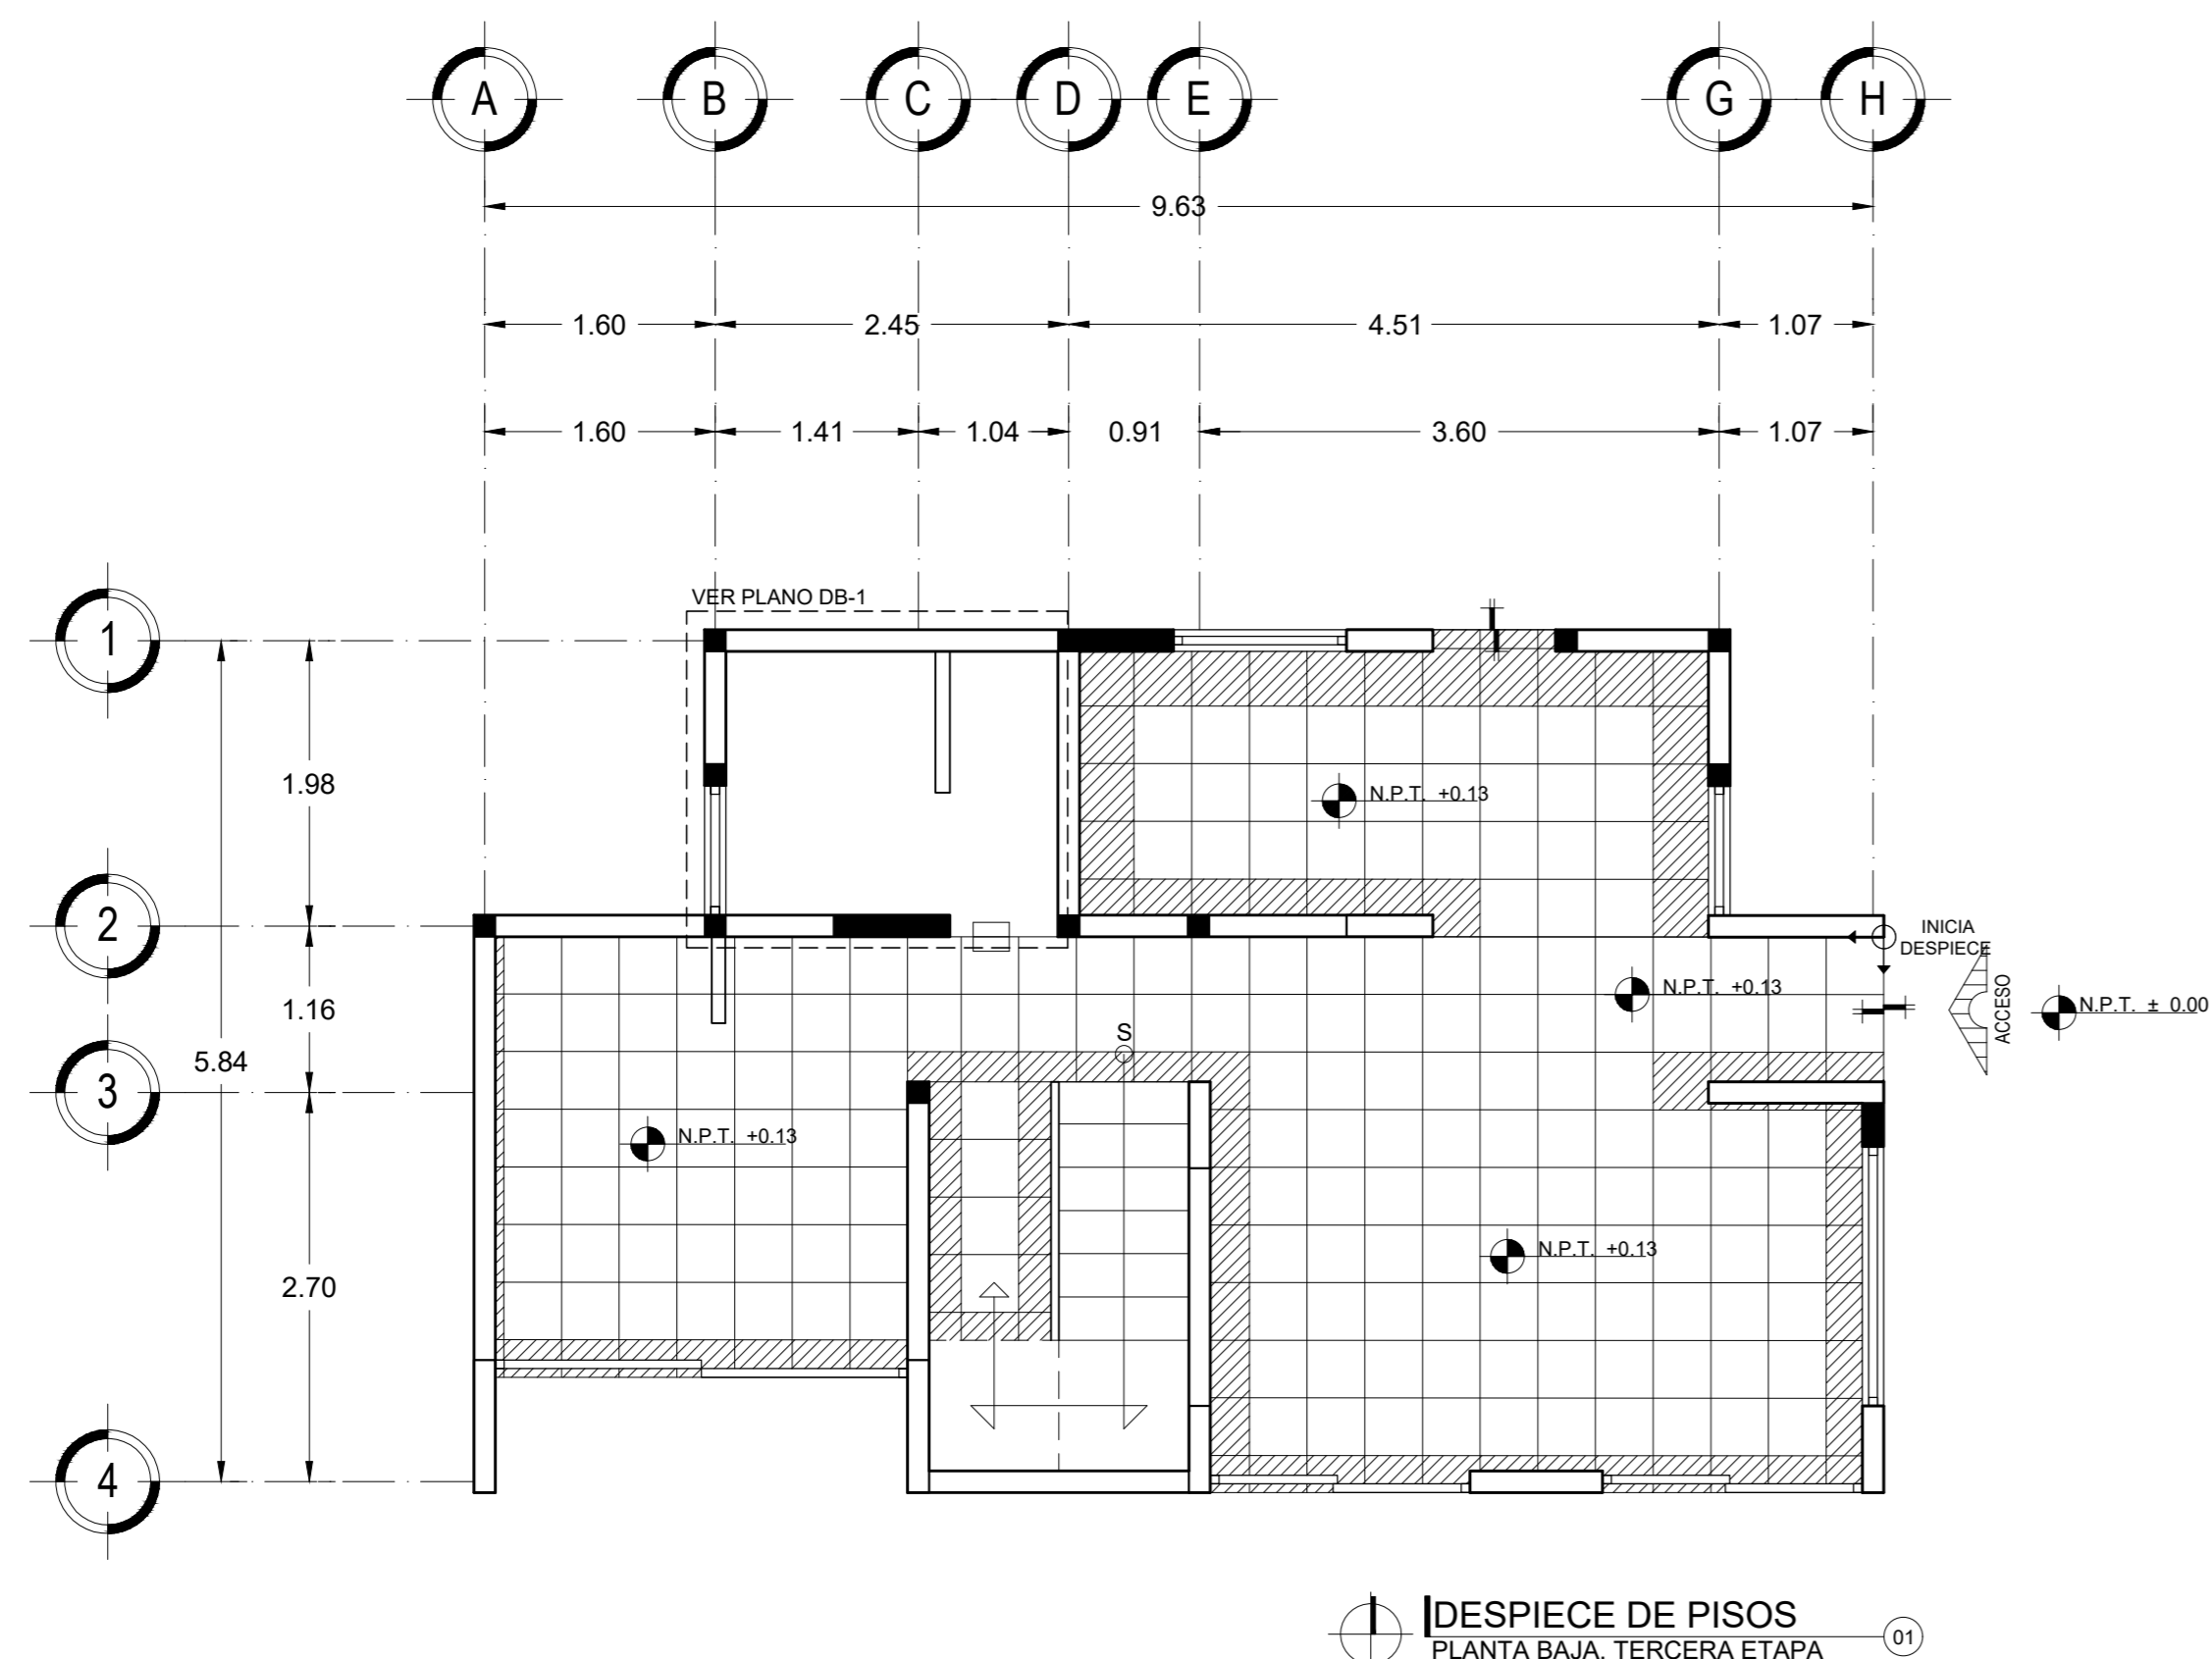 A B C D E G H
9.63
1.60 2.45 4.51 1.07
1.60 1.41 1.04 0.91 3.60 1.07
VER PLANO DB-1
1
1.98
N.P.T. +0.13
2
INICIA
DESPIECE
1.16
N.P.T. +0.13
ACCESO
N.P.T. ± 0.00
S
5.84
3
N.P.T. +0.13
N.P.T. +0.13
2.70
4
DESPIECE DE PISOS
01
PLANTA BAJA. TERCERA ETAPA